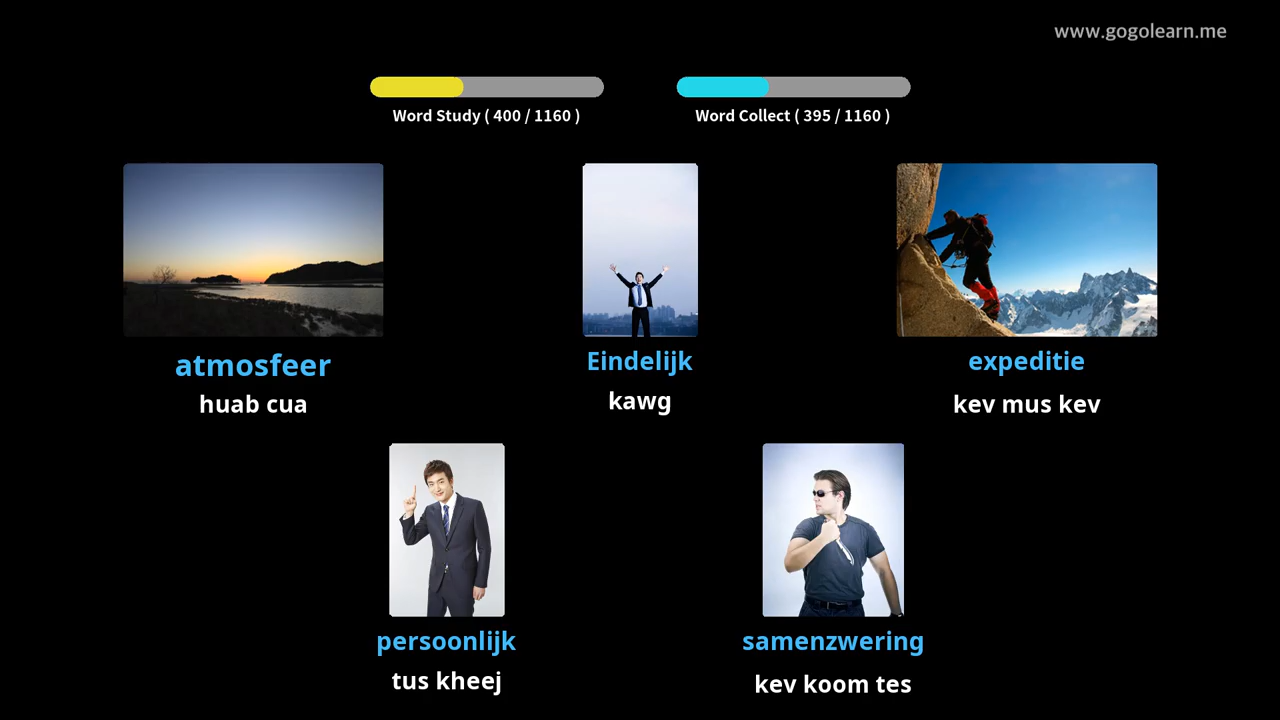 www.gogolearn.me
Word Study ( 400 / 1160 )
Word Collect ( 395 / 1160 )
atmosfeer
huab cua
Eindelijk
kawg
expeditie
kev mus kev
persoonlijk
tus kheej
samenzwering
kev koom tes